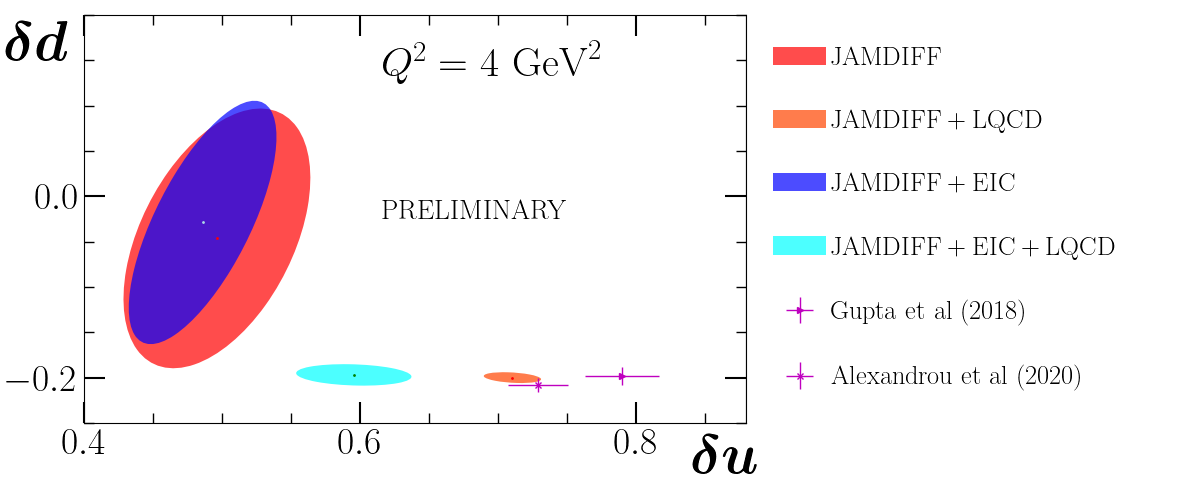 δd
Q² = 4 GeV²
0.0
PRELIMINARY
−0.2
0.4 0.6 0.8
δu
JAMDIFF
JAMDIFF + LQCD
JAMDIFF + EIC
JAMDIFF + EIC + LQCD
Gupta et al (2018)
Alexandrou et al (2020)